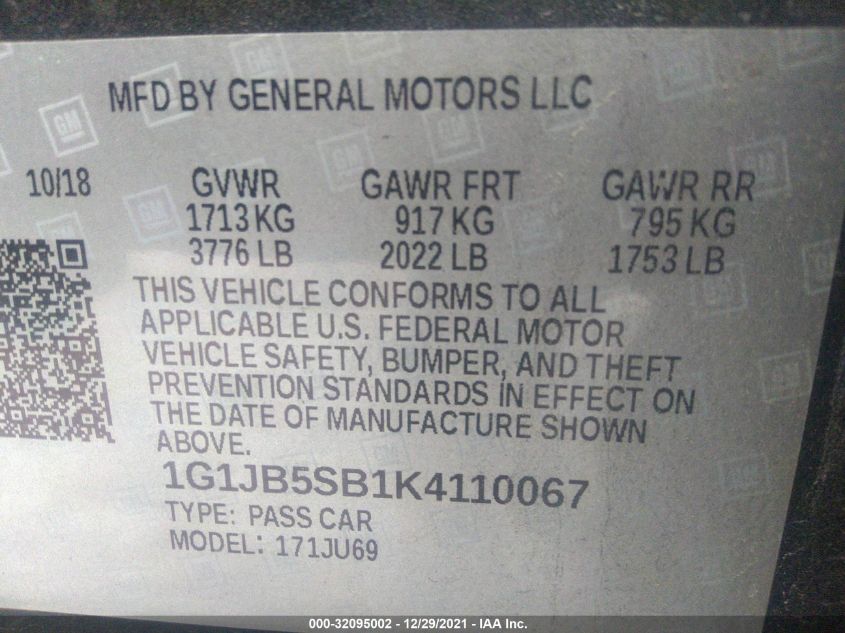 MFD BY GENERAL MOTORS LLC
10/18 GVWR GAWR FRT GAWR RR
1713 KG 917 KG 795 KG
3776 LB 2022 LB 1753 LB
THIS VEHICLE CONFORMS TO ALL
APPLICABLE U.S. FEDERAL MOTOR
VEHICLE SAFETY, BUMPER, AND THEFT
PREVENTION STANDARDS IN EFFECT ON
THE DATE OF MANUFACTURE SHOWN
ABOVE.
1G1JB5SB1K4110067
TYPE: PASS CAR
MODEL: 171JU69
000-32095002 - 12/29/2021 - IAA Inc.